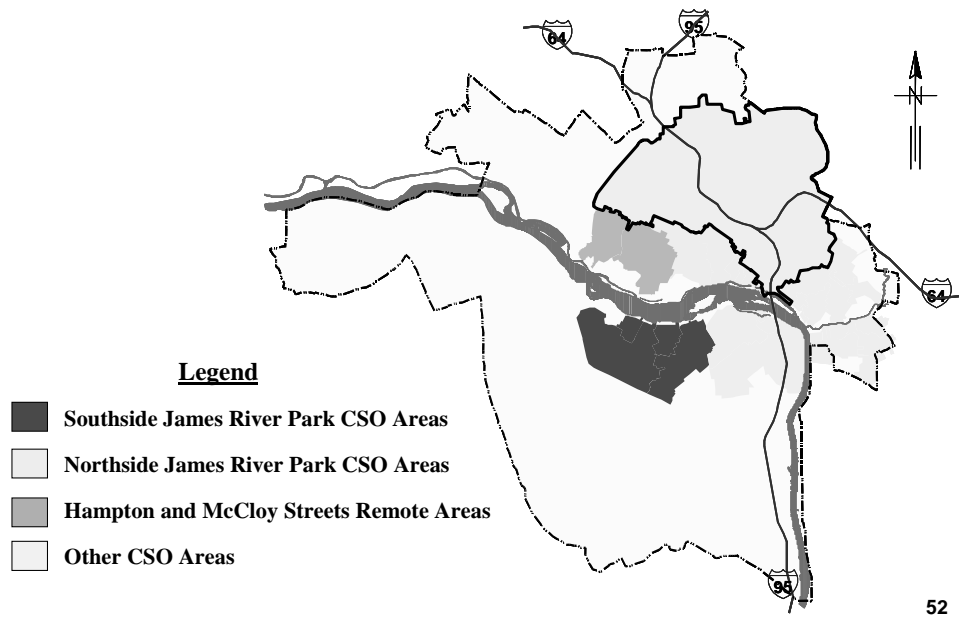 64
95
N
64
Legend
Southside James River Park CSO Areas
Northside James River Park CSO Areas
Hampton and McCloy Streets Remote Areas
Other CSO Areas
95
52